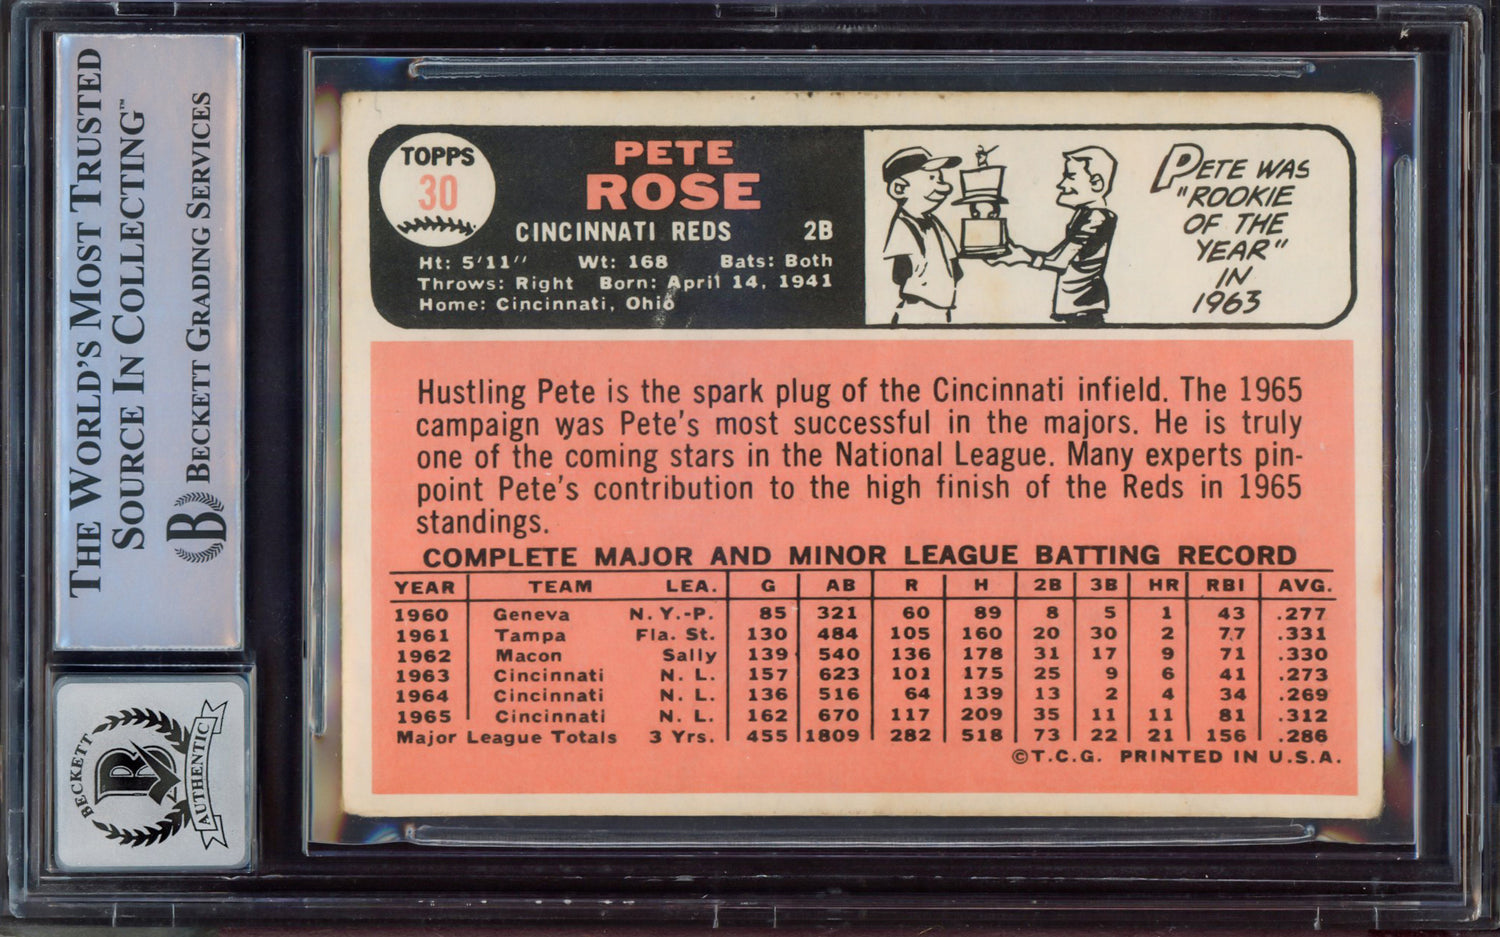 THE WORLD'S MOST TRUSTED
SOURCE IN COLLECTING™
B BECKETT GRADING SERVICES
BECKETT
B
AUTHENTIC
TOPPS
30
PETE
ROSE
CINCINNATI REDS 2B
Ht: 5'11" Wt: 168 Bats: Both
Throws: Right Born: April 14, 1941
Home: Cincinnati, Ohio
PETE WAS
"ROOKIE
OF THE
YEAR"
IN
1963
Hustling Pete is the spark plug of the Cincinnati infield. The 1965
campaign was Pete's most successful in the majors. He is truly
one of the coming stars in the National League. Many experts pin-
point Pete's contribution to the high finish of the Reds in 1965
standings.
COMPLETE MAJOR AND MINOR LEAGUE BATTING RECORD
YEAR TEAM LEA. G AB R H 2B 3B HR RBI AVG.
1960 Geneva N.Y.-P. 85 321 60 89 8 5 1 43 .277
1961 Tampa Fla. St. 130 484 105 160 20 30 2 77 .331
1962 Macon Sally 139 540 136 178 31 17 9 71 .330
1963 Cincinnati N. L. 157 623 101 175 25 9 6 41 .273
1964 Cincinnati N. L. 136 516 64 139 13 2 4 34 .269
1965 Cincinnati N. L. 162 670 117 209 35 11 11 81 .312
Major League Totals 3 Yrs. 455 1809 282 518 73 22 21 156 .286
©T.C.G. PRINTED IN U.S.A.